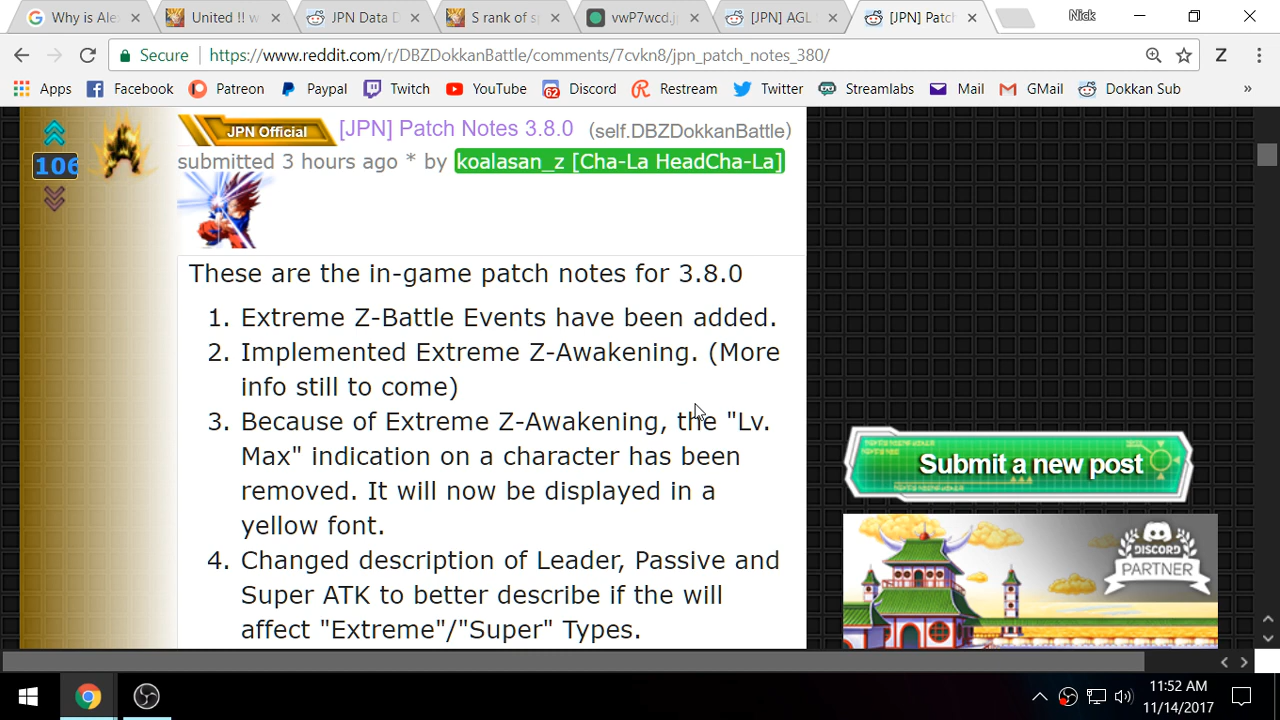 Why is Ale
United !! w
JPN Data D
S rank of s
vwP7wcd.j
[JPN] AGL S
[JPN] Patch
Nick
Secure
https://www.reddit.com/r/DBZDokkanBattle/comments/7cvkn8/jpn_patch_notes_380/
Z
Apps
Facebook
Patreon
Paypal
Twitch
YouTube
62
Discord
Restream
Twitter
Streamlabs
Mail
GMail
Dokkan Sub
»
106
JPN Official
[JPN] Patch Notes 3.8.0 (self.DBZDokkanBattle)
submitted 3 hours ago * by koalasan_z [Cha-La HeadCha-La]
These are the in-game patch notes for 3.8.0
1. Extreme Z-Battle Events have been added.
2. Implemented Extreme Z-Awakening. (More
info still to come)
3. Because of Extreme Z-Awakening, the "Lv.
Max" indication on a character has been
removed. It will now be displayed in a
yellow font.
4. Changed description of Leader, Passive and
Super ATK to better describe if the will
affect "Extreme"/"Super" Types.
Submit a new post
DISCORD
PARTNER
11:52 AM
11/14/2017